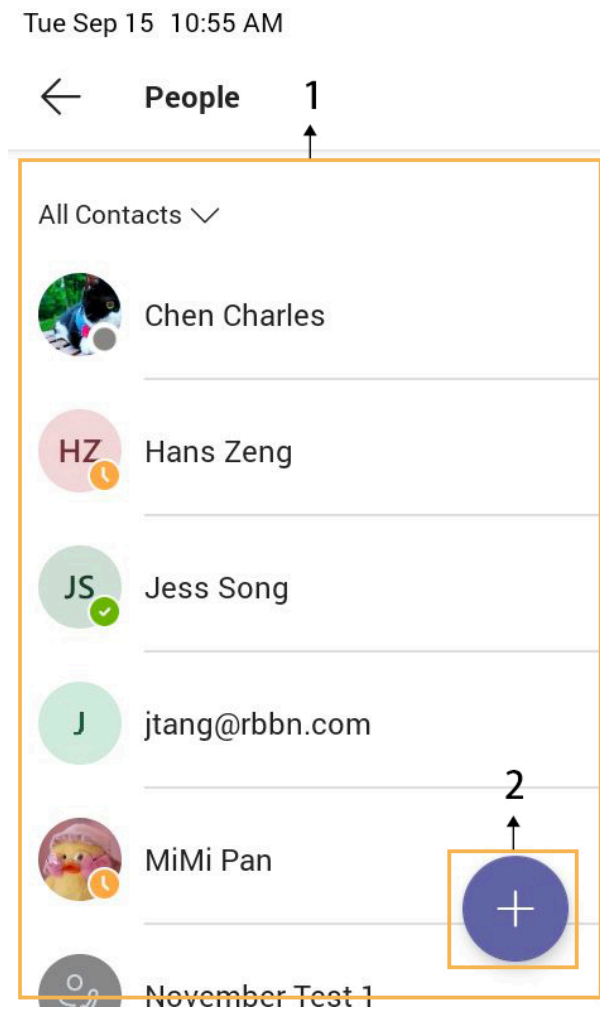 Tue Sep 15 10:55 AM
People 1
All Contacts
Chen Charles
HZ Hans Zeng
JS Jess Song
J jtang@rbbn.com
2
MiMi Pan
November Test 1